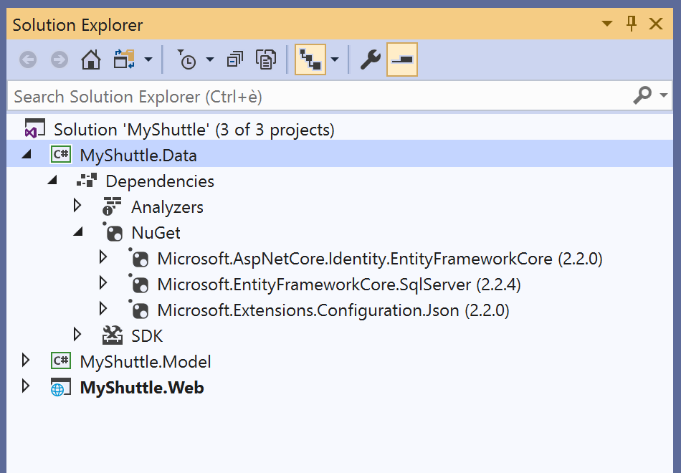 Solution Explorer
Search Solution Explorer (Ctrl+è)
Solution 'MyShuttle' (3 of 3 projects)
C# MyShuttle.Data
Dependencies
Analyzers
NuGet
Microsoft.AspNetCore.Identity.EntityFrameworkCore (2.2.0)
Microsoft.EntityFrameworkCore.SqlServer (2.2.4)
Microsoft.Extensions.Configuration.Json (2.2.0)
SDK
C# MyShuttle.Model
MyShuttle.Web